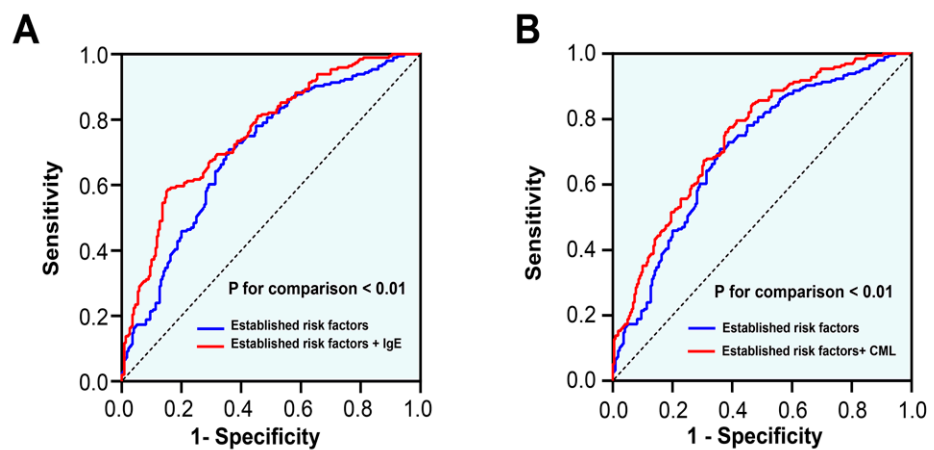 A
1.0
0.8
0.6
0.4
0.2
0.0
Sensitivity
P for comparison < 0.01
Established risk factors
Established risk factors + IgE
0.0 0.2 0.4 0.6 0.8 1.0
1- Specificity
B
1.0
0.8
0.6
0.4
0.2
0.0
Sensitivity
P for comparison < 0.01
Established risk factors
Established risk factors+ CML
0.0 0.2 0.4 0.6 0.8 1.0
1 - Specificity